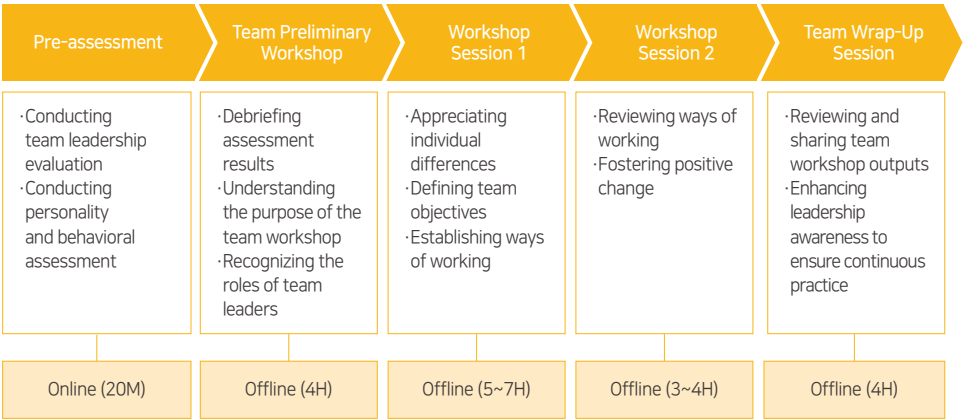 Pre-assessment
Team Preliminary
Workshop
Workshop
Session 1
Workshop
Session 2
Team Wrap-Up
Session
·Conducting
team leadership
evaluation
·Conducting
personality
and behavioral
assessment
·Debriefing
assessment
results
·Understanding
the purpose of the
team workshop
·Recognizing the
roles of team
leaders
·Appreciating
individual
differences
·Defining team
objectives
·Establishing ways
of working
·Reviewing ways of
working
·Fostering positive
change
·Reviewing and
sharing team
workshop outputs
·Enhancing
leadership
awareness to
ensure continuous
practice
Online (20M)
Offline (4H)
Offline (5~7H)
Offline (3~4H)
Offline (4H)